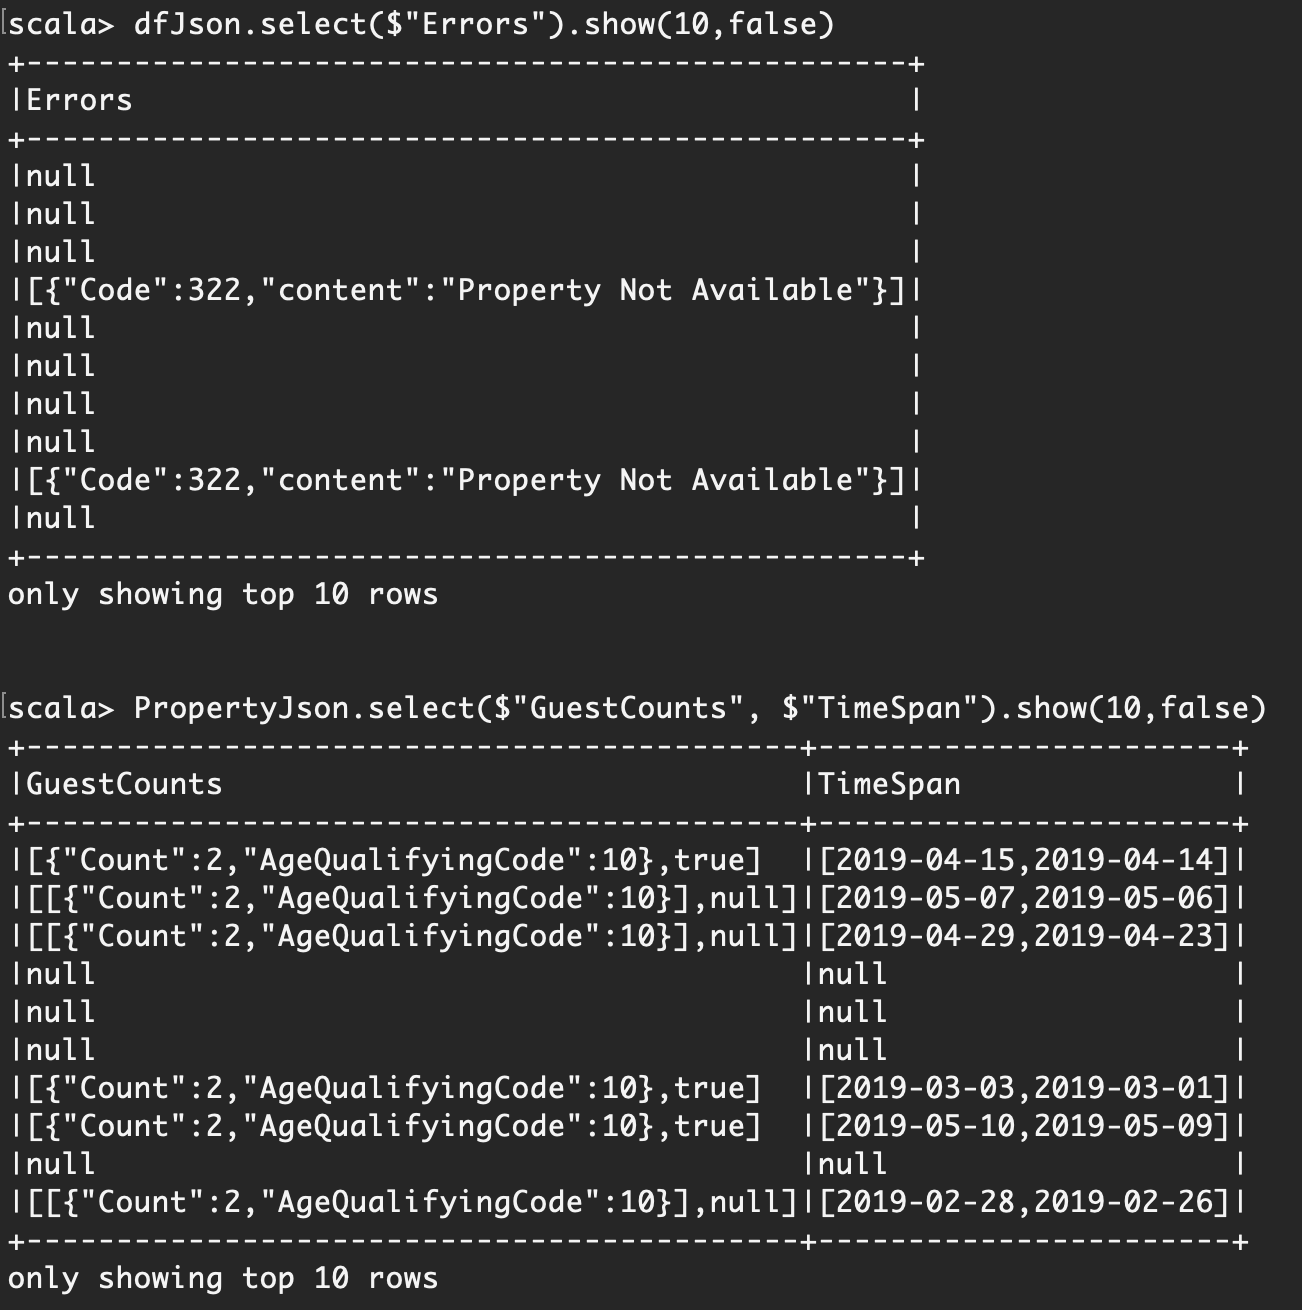 scala> dfJson.select($"Errors").show(10,false)
+-------------------------------------------------+
|Errors                                           |
+-------------------------------------------------+
|null                                             |
|null                                             |
|null                                             |
|[{"Code":322,"content":"Property Not Available"}]|
|null                                             |
|null                                             |
|null                                             |
|null                                             |
|[{"Code":322,"content":"Property Not Available"}]|
|null                                             |
+-------------------------------------------------+
only showing top 10 rows
scala> PropertyJson.select($"GuestCounts", $"TimeSpan").show(10,false)
+-------------------------------------------+-----------------------+
|GuestCounts                                |TimeSpan               |
+-------------------------------------------+-----------------------+
|[{"Count":2,"AgeQualifyingCode":10},true]  |[2019-04-15,2019-04-14]|
|[[{"Count":2,"AgeQualifyingCode":10}],null]|[2019-05-07,2019-05-06]|
|[[{"Count":2,"AgeQualifyingCode":10}],null]|[2019-04-29,2019-04-23]|
|null                                       |null                   |
|null                                       |null                   |
|null                                       |null                   |
|[{"Count":2,"AgeQualifyingCode":10},true]  |[2019-03-03,2019-03-01]|
|[{"Count":2,"AgeQualifyingCode":10},true]  |[2019-05-10,2019-05-09]|
|null                                       |null                   |
|[[{"Count":2,"AgeQualifyingCode":10}],null]|[2019-02-28,2019-02-26]|
+-------------------------------------------+-----------------------+
only showing top 10 rows